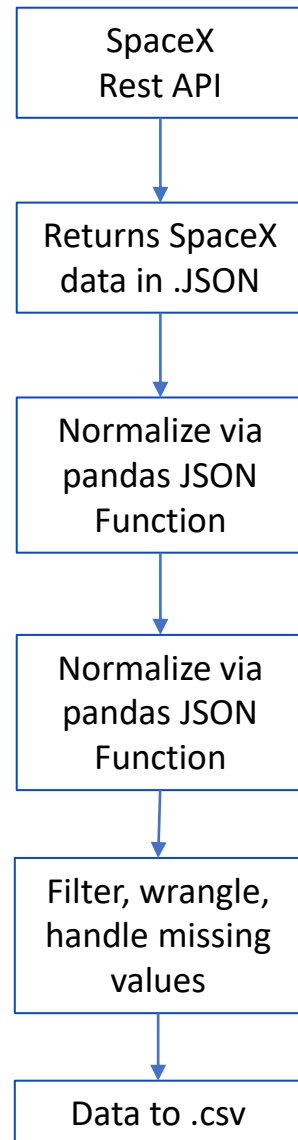 SpaceX
Rest API
Returns SpaceX
data in .JSON
Normalize via
pandas JSON
Function
Normalize via
pandas JSON
Function
Filter, wrangle,
handle missing
values
Data to .csv